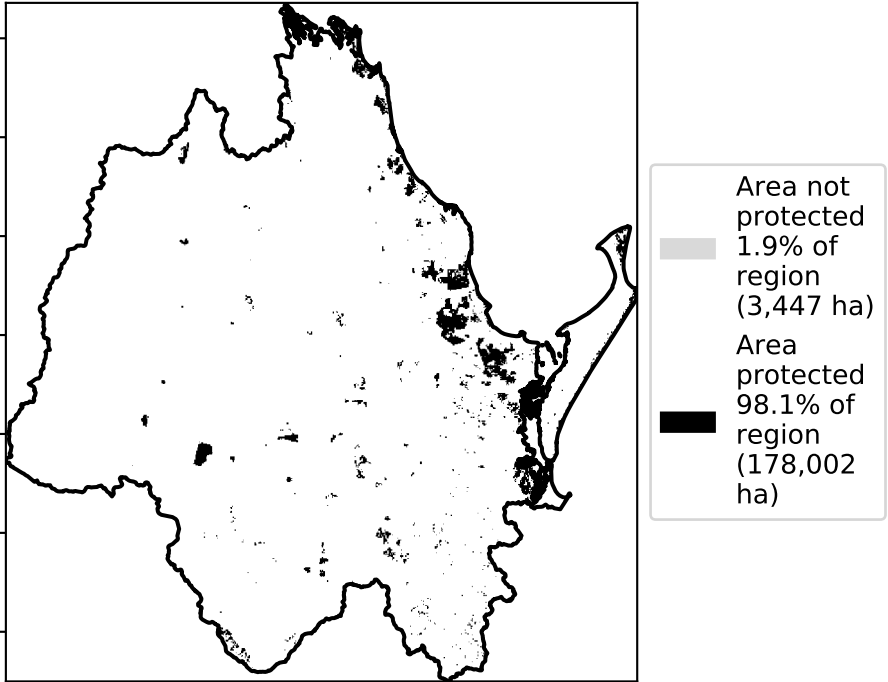 Area not
protected
1.9% of
region
(3,447 ha)
Area
protected
98.1% of
region
(178,002
ha)